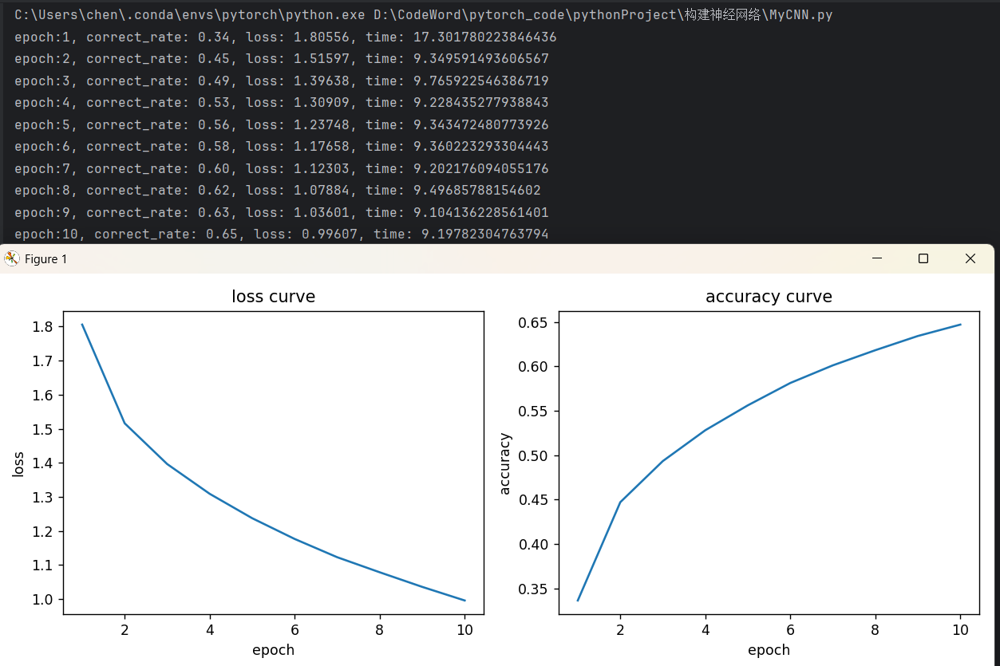 C:\Users\chen\.conda\envs\pytorch\python.exe D:\CodeWord\pytorch_code\pythonProject\构建神经网络\MyCNN.py
epoch:1, correct_rate: 0.34, loss: 1.80556, time: 17.301780223846436
epoch:2, correct_rate: 0.45, loss: 1.51597, time: 9.349591493606567
epoch:3, correct_rate: 0.49, loss: 1.39638, time: 9.765922546386719
epoch:4, correct_rate: 0.53, loss: 1.30909, time: 9.228435277938843
epoch:5, correct_rate: 0.56, loss: 1.23748, time: 9.343472480773926
epoch:6, correct_rate: 0.58, loss: 1.17658, time: 9.360223293304443
epoch:7, correct_rate: 0.60, loss: 1.12303, time: 9.202176094055176
epoch:8, correct_rate: 0.62, loss: 1.07884, time: 9.49685788154602
epoch:9, correct_rate: 0.63, loss: 1.03601, time: 9.104136228561401
epoch:10, correct_rate: 0.65, loss: 0.99607, time: 9.19782304763794
Figure 1
loss curve
1.8
1.7
1.6
1.5
1.4
1.3
1.2
1.1
1.0
loss
2 4 6 8 10
epoch
accuracy curve
0.65
0.60
0.55
0.50
0.45
0.40
0.35
accuracy
2 4 6 8 10
epoch